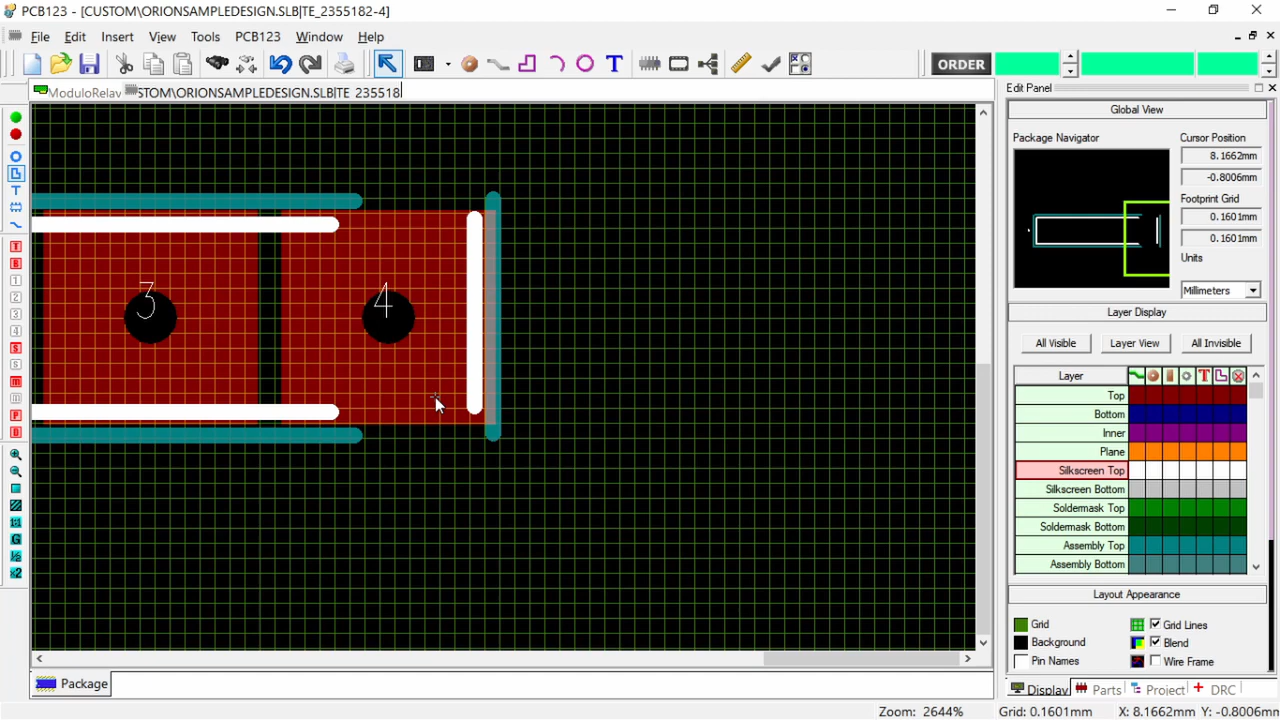 PCB123 - [CUSTOM\ORIONSAMPLEDESIGN.SLB|TE_2355182-4]
File Edit Insert View Tools PCB123 Window Help
ORDER
ModuloRelav STOM\ORIONSAMPLEDESIGN.SLB|TE 235518
Edit Panel
Global View
Package Navigator
Cursor Position
8.1662mm
-0.8006mm
Footprint Grid
0.1601mm
0.1601mm
Units
Millimeters
Layer Display
All Visible Layer View All Invisible
Layer
Top
Bottom
Inner
Plane
Silkscreen Top
Silkscreen Bottom
Soldermask Top
Soldermask Bottom
Assembly Top
Assembly Bottom
Layout Appearance
Grid Grid Lines
Background Blend
Pin Names Wire Frame
3 4
Package
Display Parts Project DRC
Zoom: 2644% Grid: 0.1601mm X: 8.1662mm Y: -0.8006mm